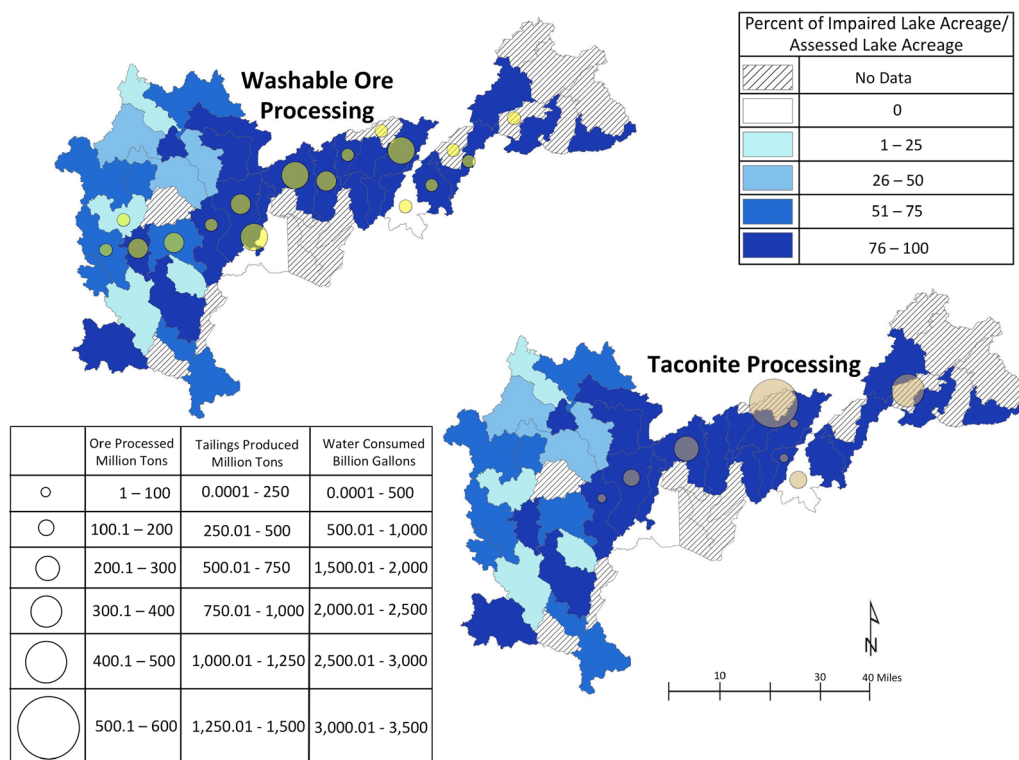 Washable Ore
Processing
Percent of Impaired Lake Acreage/
Assessed Lake Acreage
No Data
0
1 – 25
26 – 50
51 – 75
76 – 100
Taconite Processing
Ore Processed
Million Tons
Tailings Produced
Million Tons
Water Consumed
Billion Gallons
1 – 100 0.0001 - 250 0.0001 - 500
100.1 – 200 250.01 - 500 500.01 - 1,000
200.1 – 300 500.01 - 750 1,500.01 - 2,000
300.1 – 400 750.01 - 1,000 2,000.01 - 2,500
400.1 – 500 1,000.01 - 1,250 2,500.01 - 3,000
500.1 – 600 1,250.01 - 1,500 3,000.01 - 3,500
N
10 30 40 Miles